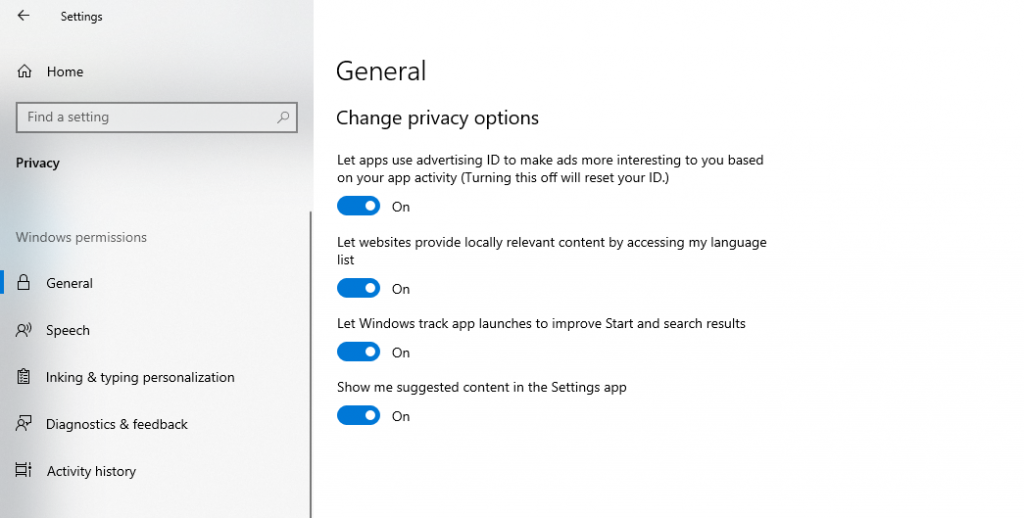 Settings
Home
Find a setting
Privacy
Windows permissions
General
Speech
Inking & typing personalization
Diagnostics & feedback
Activity history
General
Change privacy options
Let apps use advertising ID to make ads more interesting to you based
on your app activity (Turning this off will reset your ID.)
On
Let websites provide locally relevant content by accessing my language
list
On
Let Windows track app launches to improve Start and search results
On
Show me suggested content in the Settings app
On